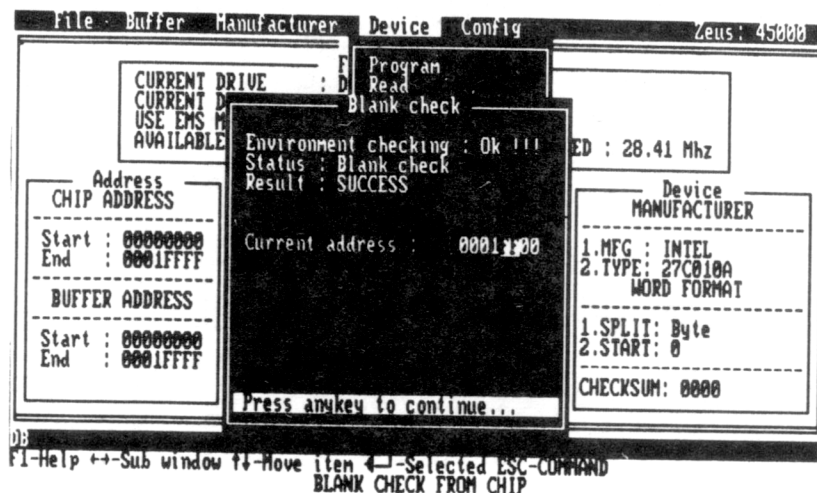 File Buffer Manufacturer Device Config Zeus: 45000
Program
Read
CURRENT DRIVE : D
CURRENT D
USE EMS M
AVAILABLE
ED : 28.41 Mhz
Blank check
Environment checking : Ok !!!
Status : Blank check
Result : SUCCESS
Current address :
Press anykey to continue...
Address
CHIP ADDRESS
Start : 00000000
End : 0001FFFF
BUFFER ADDRESS
Start : 00000000
End : 0001FFFF
Device
MANUFACTURER
1.MFG : INTEL
2.TYPE: 27C010A
WORD FORMAT
1.SPLIT: Byte
2.START: 0
CHECKSUM: 0000
DB
F1-Help ←→-Sub window ↑↓-Move item ←┘-Selected ESC-COMMAND
BLANK CHECK FROM CHIP